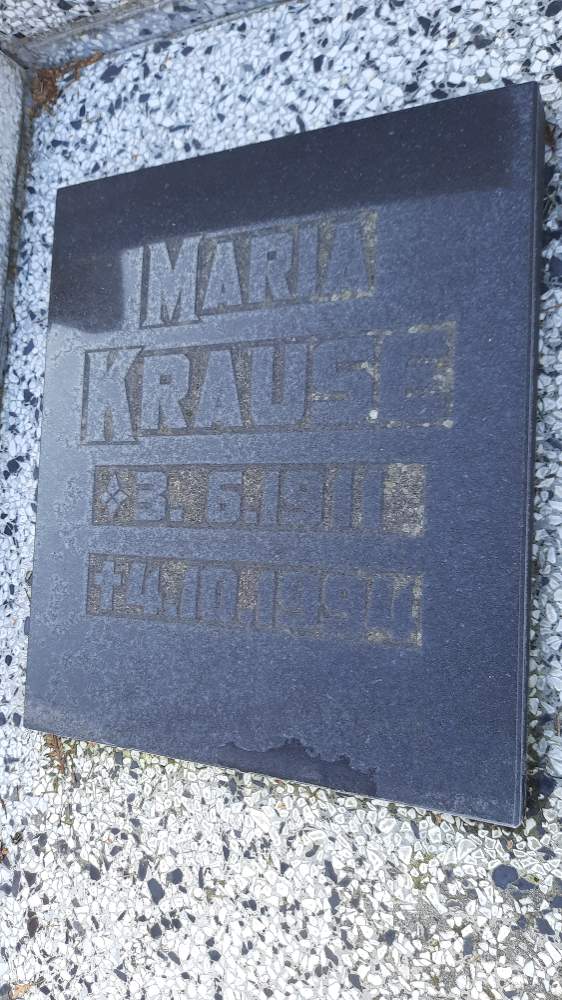 MARIA
KRAUSE
* 3. 6. 1911
† 4. 10. 1994